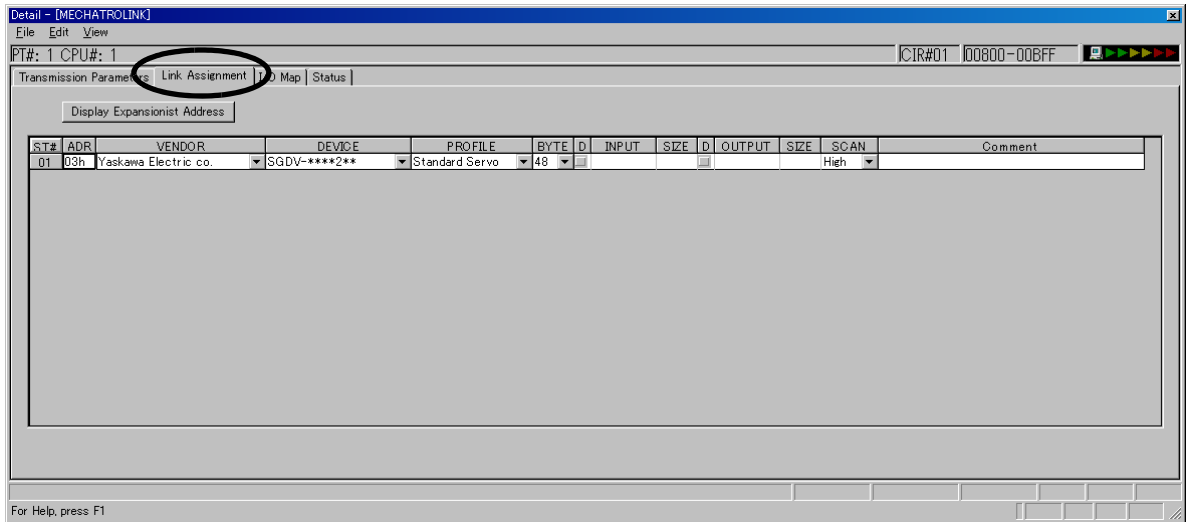 Detail - [MECHATROLINK]
File Edit View
PT#: 1 CPU#: 1 CIR#01 00800-00BFF
Transmission Parameters Link Assignment I/O Map Status
Display Expansionist Address
ST# ADR VENDOR DEVICE PROFILE BYTE D INPUT SIZE D OUTPUT SIZE SCAN Comment
01 03h Yaskawa Electric co. SGDV-****2** Standard Servo 48 High
For Help, press F1